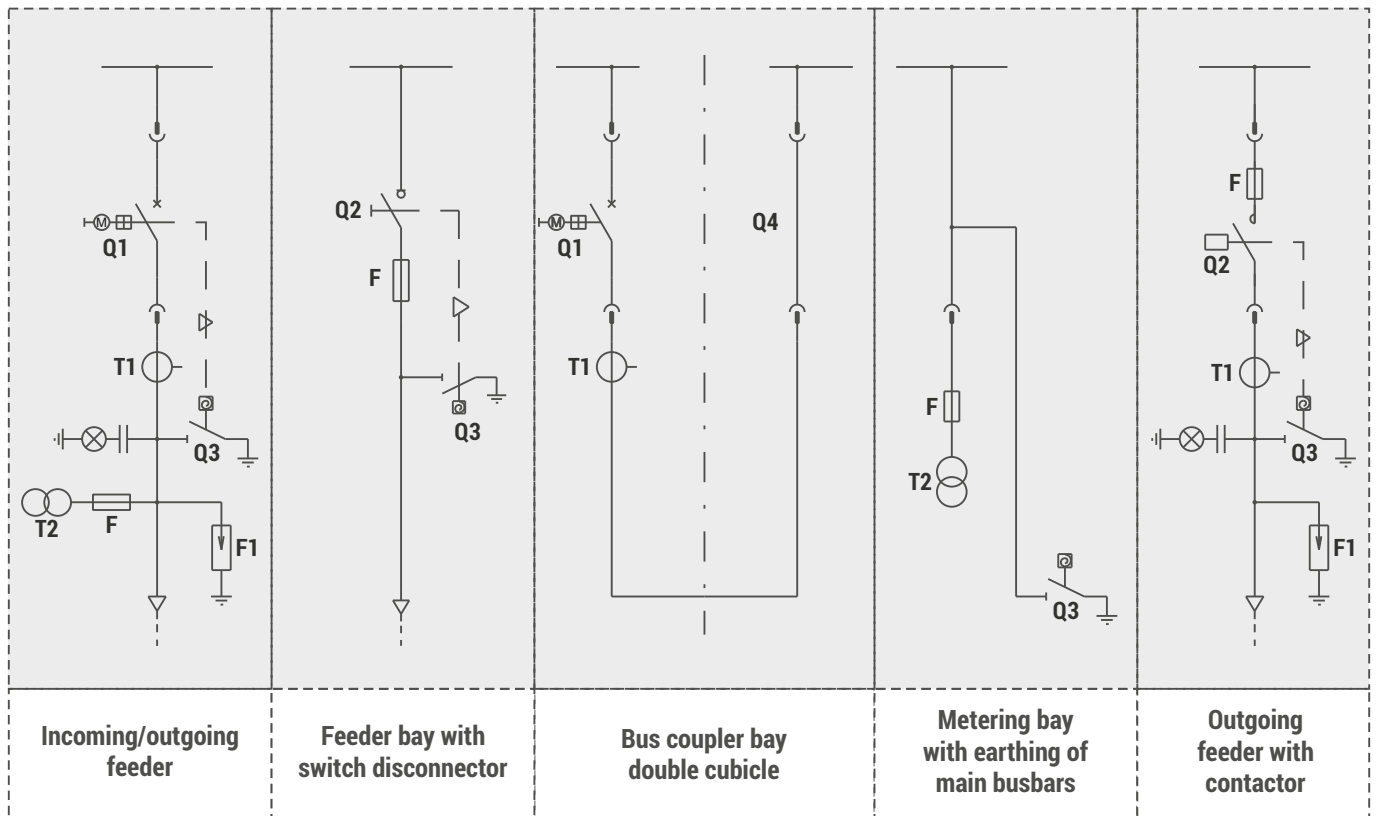 M
Q1
T1
Q3
T2
F
F1
Q2
F
Q3
M
Q1
T1
Q4
F
T2
Q3
F
Q2
T1
Q3
F1
Incoming/outgoing
feeder
Feeder bay with
switch disconnector
Bus coupler bay
double cubicle
Metering bay
with earthing of
main busbars
Outgoing
feeder with
contactor